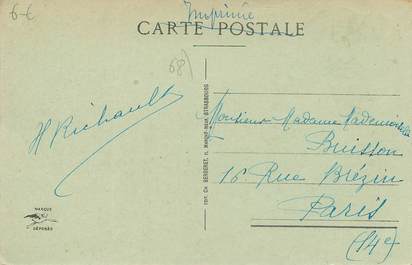 6-€
Imprimé
CARTE POSTALE
68
H Richault
Monsieur Madame Mademoiselle
Buisson
16 Rue Brézin
Paris
(14e)
MARQUE
DÉPOSÉE